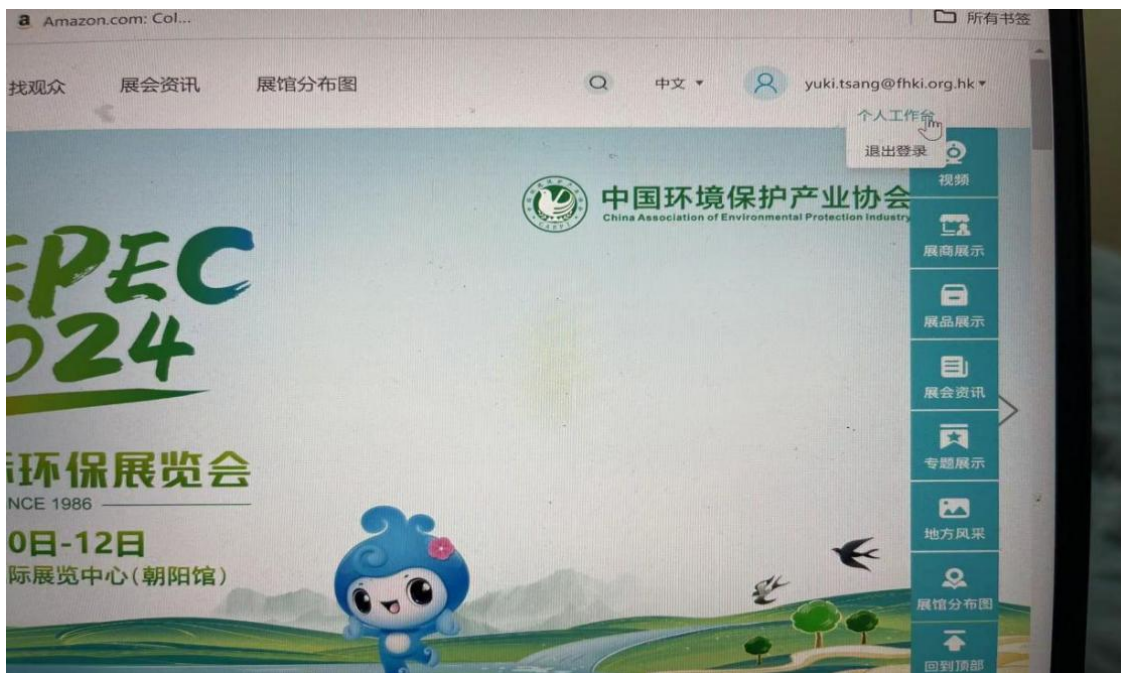 a Amazon.com: Col...
所有书签
找观众 展会资讯 展馆分布图 中文 yuki.tsang@fhki.org.hk
个人工作台
退出登录
视频
中国环境保护产业协会
China Association of Environmental Protection Industry
展商展示
EPEC
024
展品展示
展会资讯
专题展示
环保展览会
NCE 1986
地方风采
0日-12日
际展览中心(朝阳馆)
展馆分布图
回到顶部